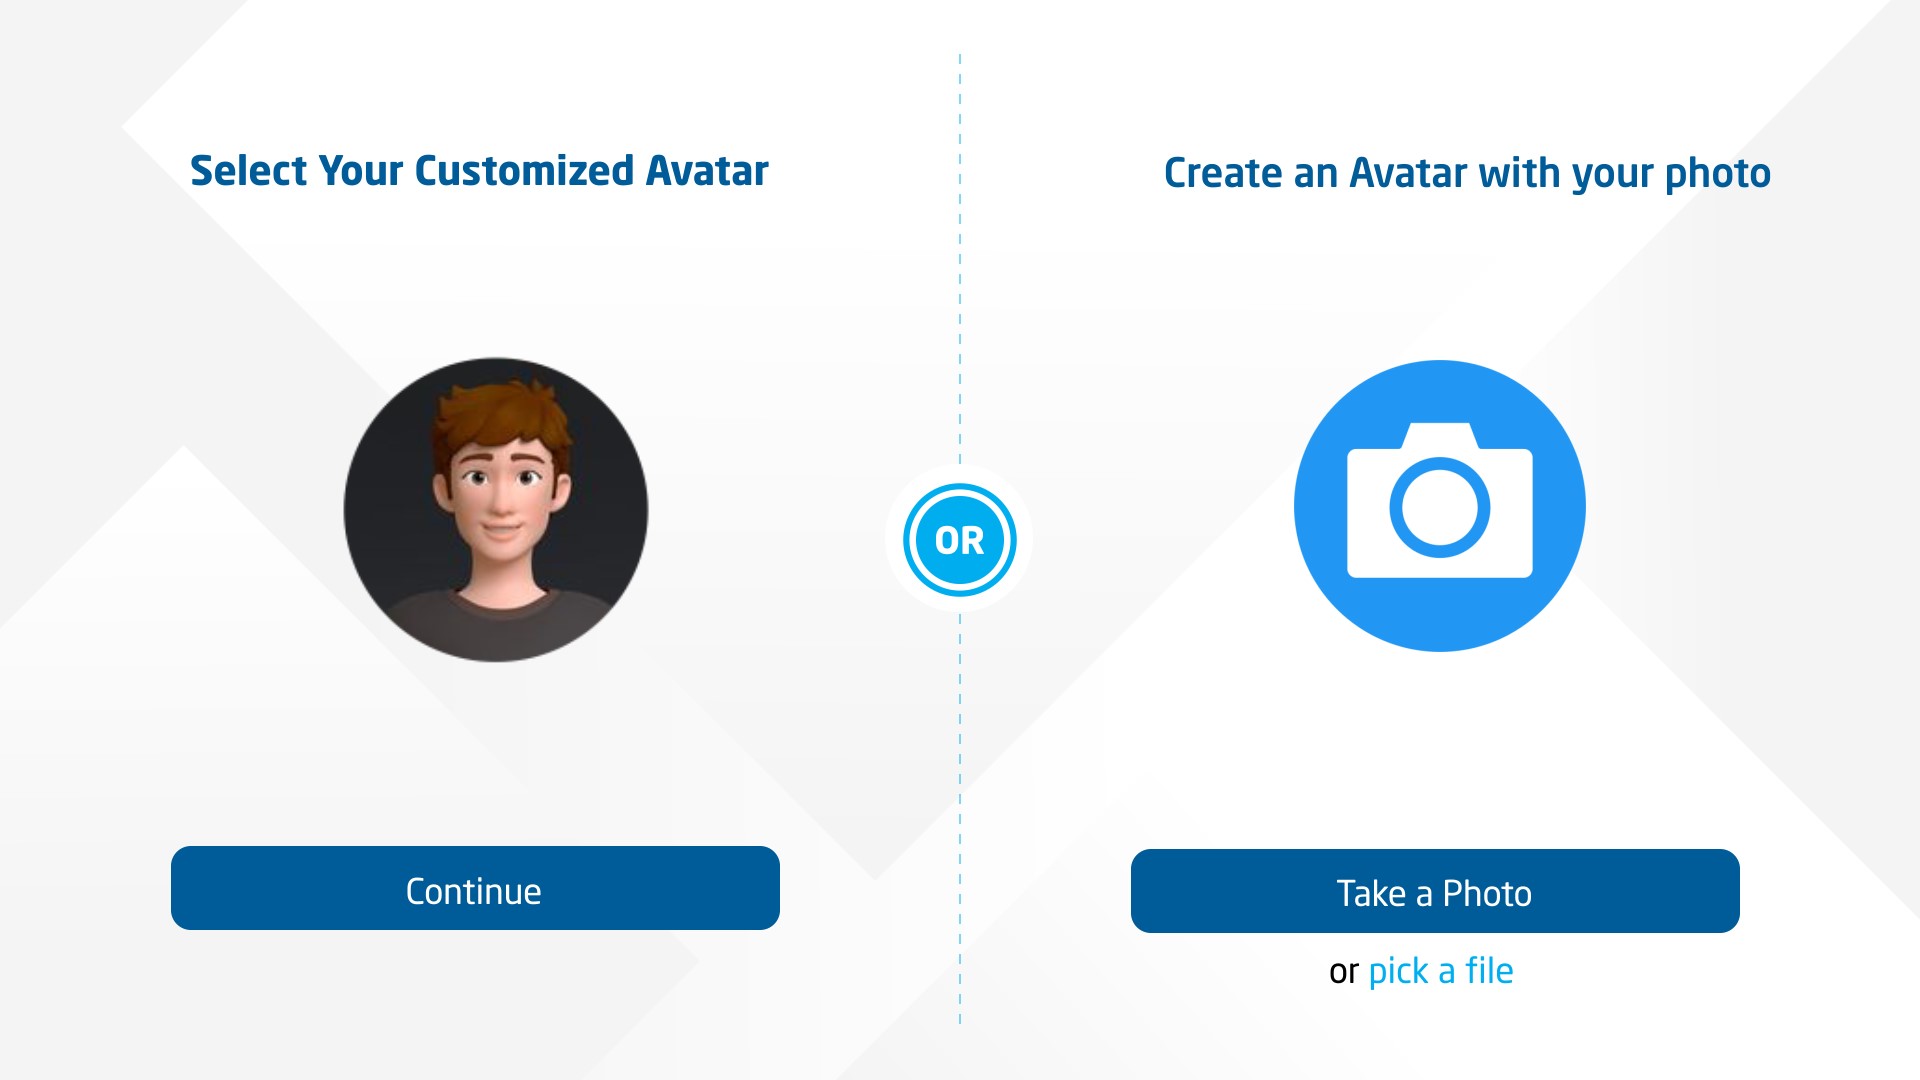 Select Your Customized Avatar
Create an Avatar with your photo
OR
Continue
Take a Photo
or pick a file